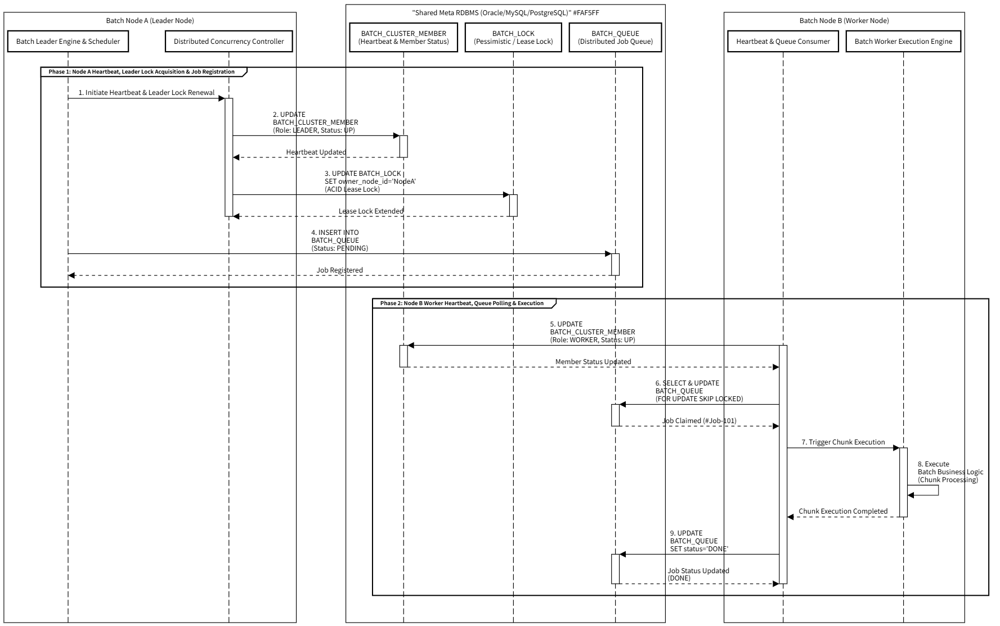 Batch Node A (Leader Node)
"Shared Meta RDBMS (Oracle/MySQL/PostgreSQL)" #FAF5FF
Batch Node B (Worker Node)
Batch Leader Engine & Scheduler
Distributed Concurrency Controller
BATCH_CLUSTER_MEMBER
(Heartbeat & Member Status)
BATCH_LOCK
(Pessimistic / Lease Lock)
BATCH_QUEUE
(Distributed Job Queue)
Heartbeat & Queue Consumer
Batch Worker Execution Engine
Phase 1: Node A Heartbeat, Leader Lock Acquisition & Job Registration
1. Initiate Heartbeat & Leader Lock Renewal
2. UPDATE
BATCH_CLUSTER_MEMBER
(Role: LEADER, Status: UP)
Heartbeat Updated
3. UPDATE BATCH_LOCK
SET owner_node_id='NodeA'
(ACID Lease Lock)
Lease Lock Extended
4. INSERT INTO
BATCH_QUEUE
(Status: PENDING)
Job Registered
Phase 2: Node B Worker Heartbeat, Queue Polling & Execution
5. UPDATE
BATCH_CLUSTER_MEMBER
(Role: WORKER, Status: UP)
Member Status Updated
6. SELECT & UPDATE
BATCH_QUEUE
(FOR UPDATE SKIP LOCKED)
Job Claimed (#Job-101)
7. Trigger Chunk Execution
8. Execute
Batch Business Logic
(Chunk Processing)
Chunk Execution Completed
9. UPDATE
BATCH_QUEUE
SET status='DONE'
Job Status Updated
(DONE)